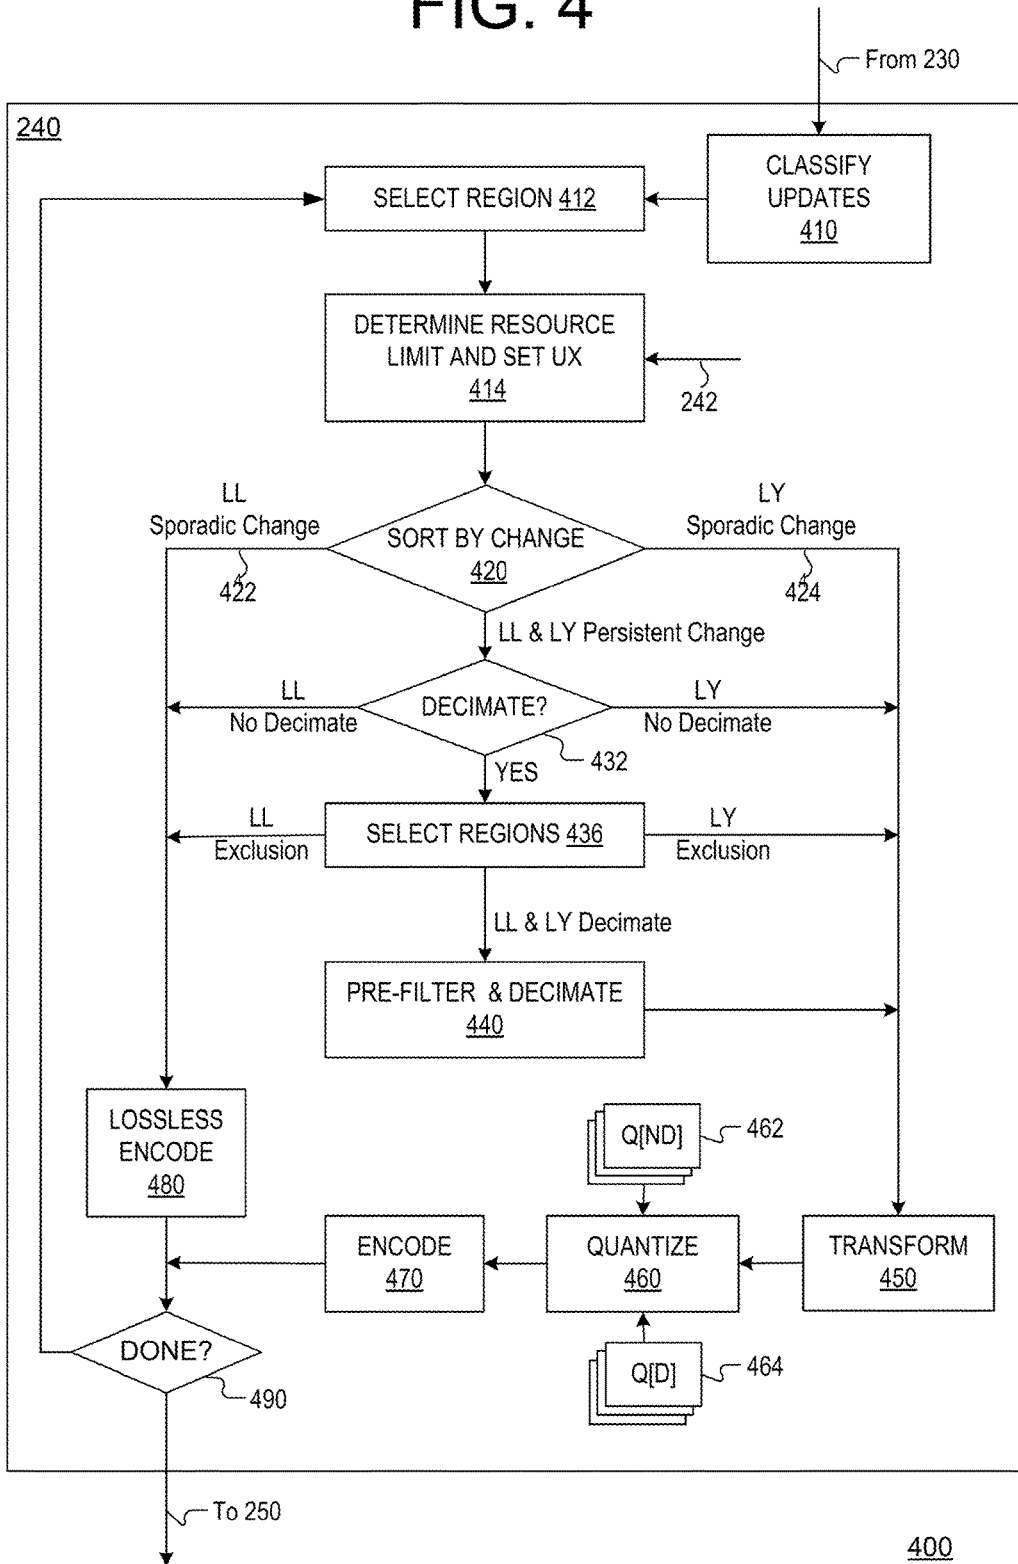 FIG. 4
From 230
240
CLASSIFY
UPDATES
410
SELECT REGION 412
DETERMINE RESOURCE
LIMIT AND SET UX
414
242
LL
Sporadic Change
422
SORT BY CHANGE
420
LY
Sporadic Change
424
LL & LY Persistent Change
LL
No Decimate
DECIMATE?
LY
No Decimate
432
YES
LL
Exclusion
SELECT REGIONS 436
LY
Exclusion
LL & LY Decimate
PRE-FILTER & DECIMATE
440
LOSSLESS
ENCODE
480
Q[ND]
462
ENCODE
470
QUANTIZE
460
TRANSFORM
450
DONE?
490
Q[D]
464
To 250
400